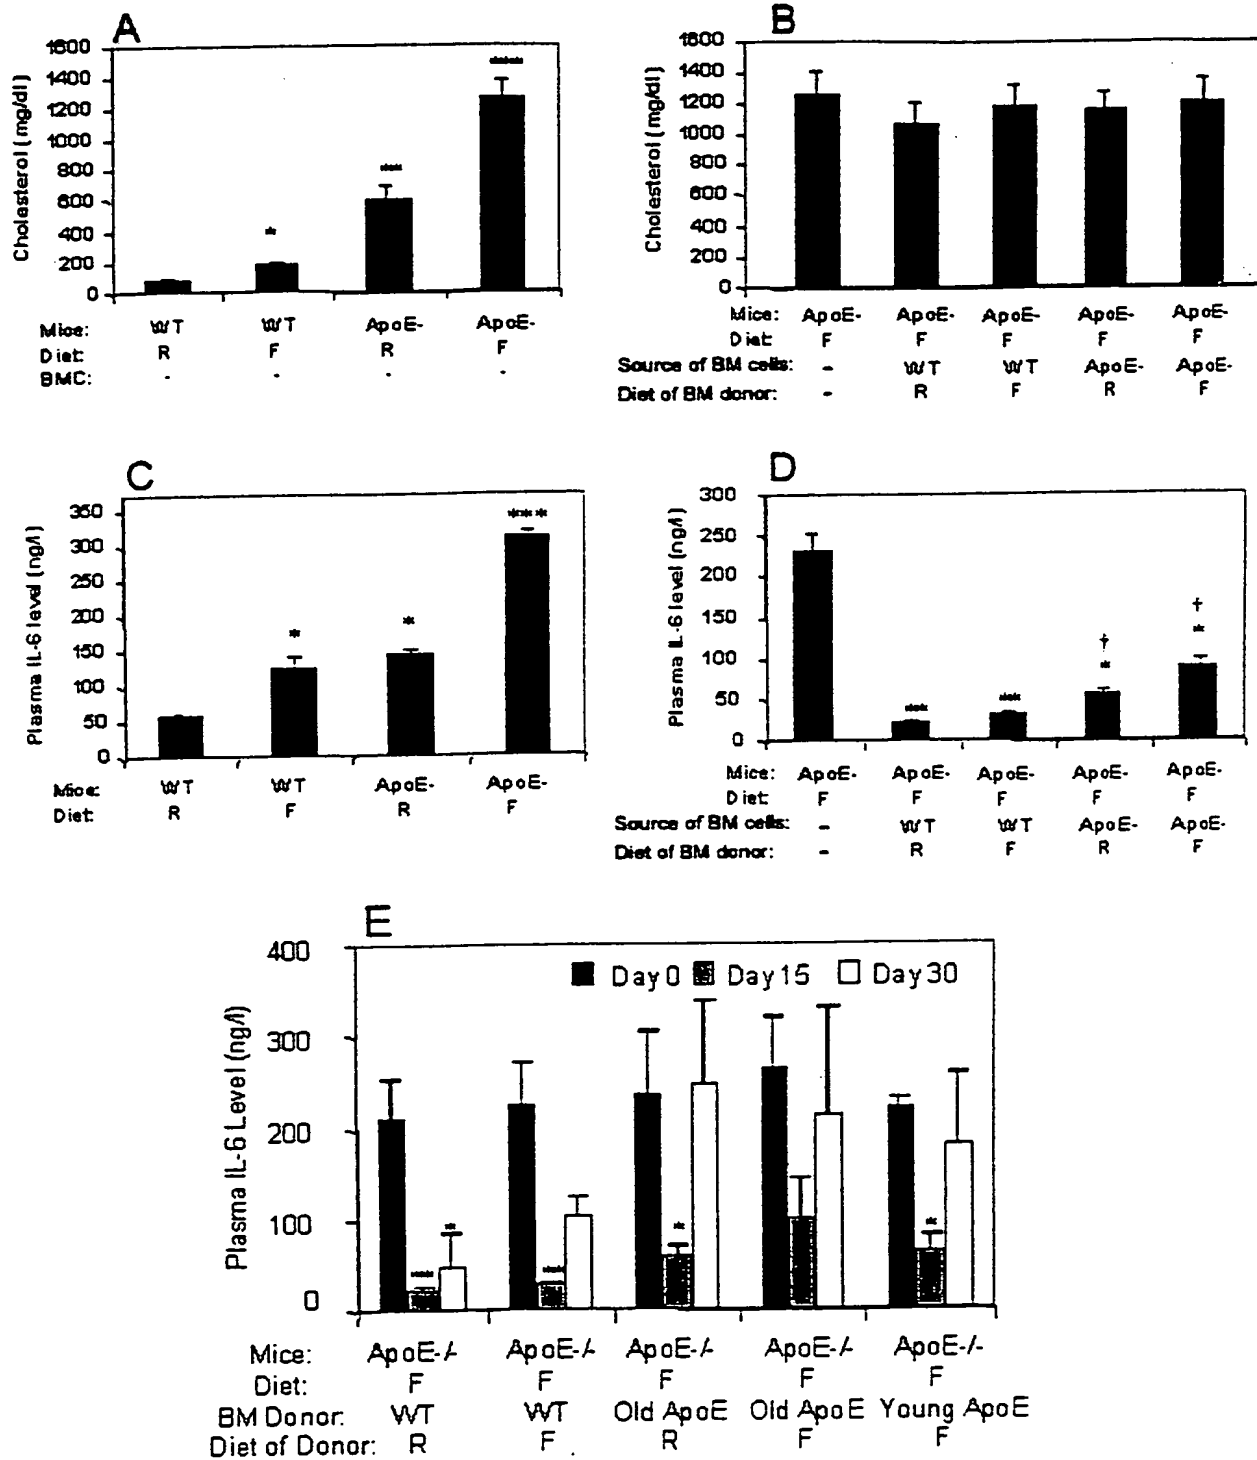 A
1600
1400
1200
1000
800
600
400
200
0
Cholesterol (mg/dl)
*
**
****
Mice: WT WT ApoE- ApoE-
Diet: R F R F
BMC: - - - -
B
1600
1400
1200
1000
800
600
400
200
0
Cholesterol (mg/dl)
Mice: ApoE- ApoE- ApoE- ApoE- ApoE-
Diet: F F F F F
Source of BM cells: - WT WT ApoE- ApoE-
Diet of BM donor: - R F R F
C
350
300
250
200
150
100
50
0
Plasma IL-6 level (ng/l)
*
*
***
Mice: WT WT ApoE- ApoE-
Diet: R F R F
D
300
250
200
150
100
50
0
Plasma IL-6 level (ng/l)
**
**
†
*
†
*
Mice: ApoE- ApoE- ApoE- ApoE- ApoE-
Diet: F F F F F
Source of BM cells: - WT WT ApoE- ApoE-
Diet of BM donor: - R F R F
E
400
300
200
100
0
Plasma IL-6 Level (ng/l)
Day 0 Day 15 Day 30
**
*
**
*
*
Mice: ApoE-/- ApoE-/- ApoE-/- ApoE-/- ApoE-/-
Diet: F F F F F
BM Donor: WT WT Old ApoE Old ApoE Young ApoE
Diet of Donor: R F R F F